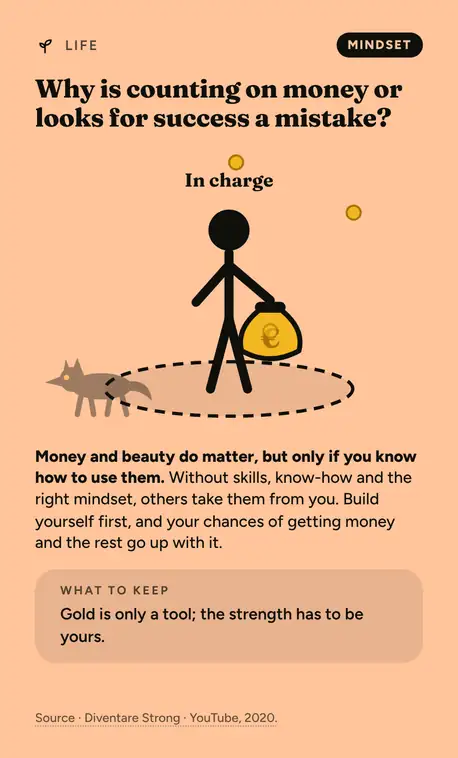 LIFE
MINDSET
Why is counting on money or
looks for success a mistake?
In charge
€
Money and beauty do matter, but only if you know
how to use them. Without skills, know-how and the
right mindset, others take them from you. Build
yourself first, and your chances of getting money
and the rest go up with it.
WHAT TO KEEP
Gold is only a tool; the strength has to be
yours.
Source · Diventare Strong · YouTube, 2020.